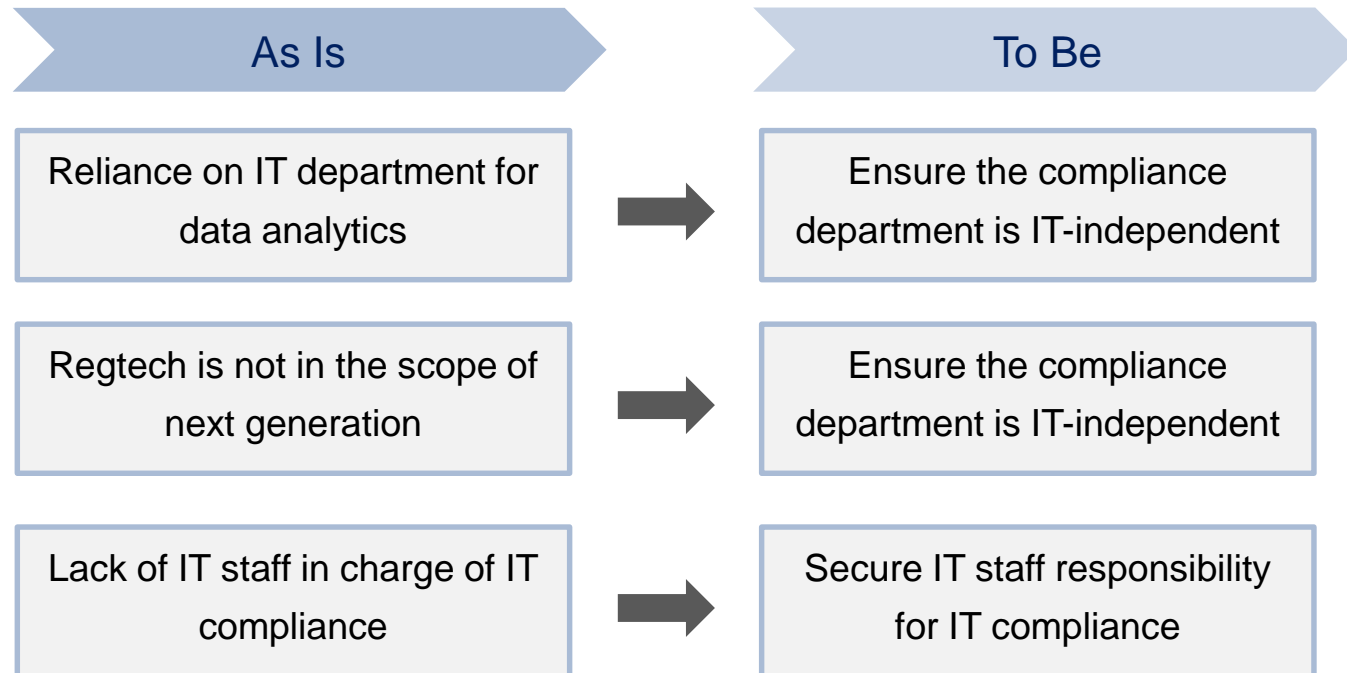 As Is
To Be
Reliance on IT department for
data analytics
Ensure the compliance
department is IT-independent
Regtech is not in the scope of
next generation
Ensure the compliance
department is IT-independent
Lack of IT staff in charge of IT
compliance
Secure IT staff responsibility
for IT compliance